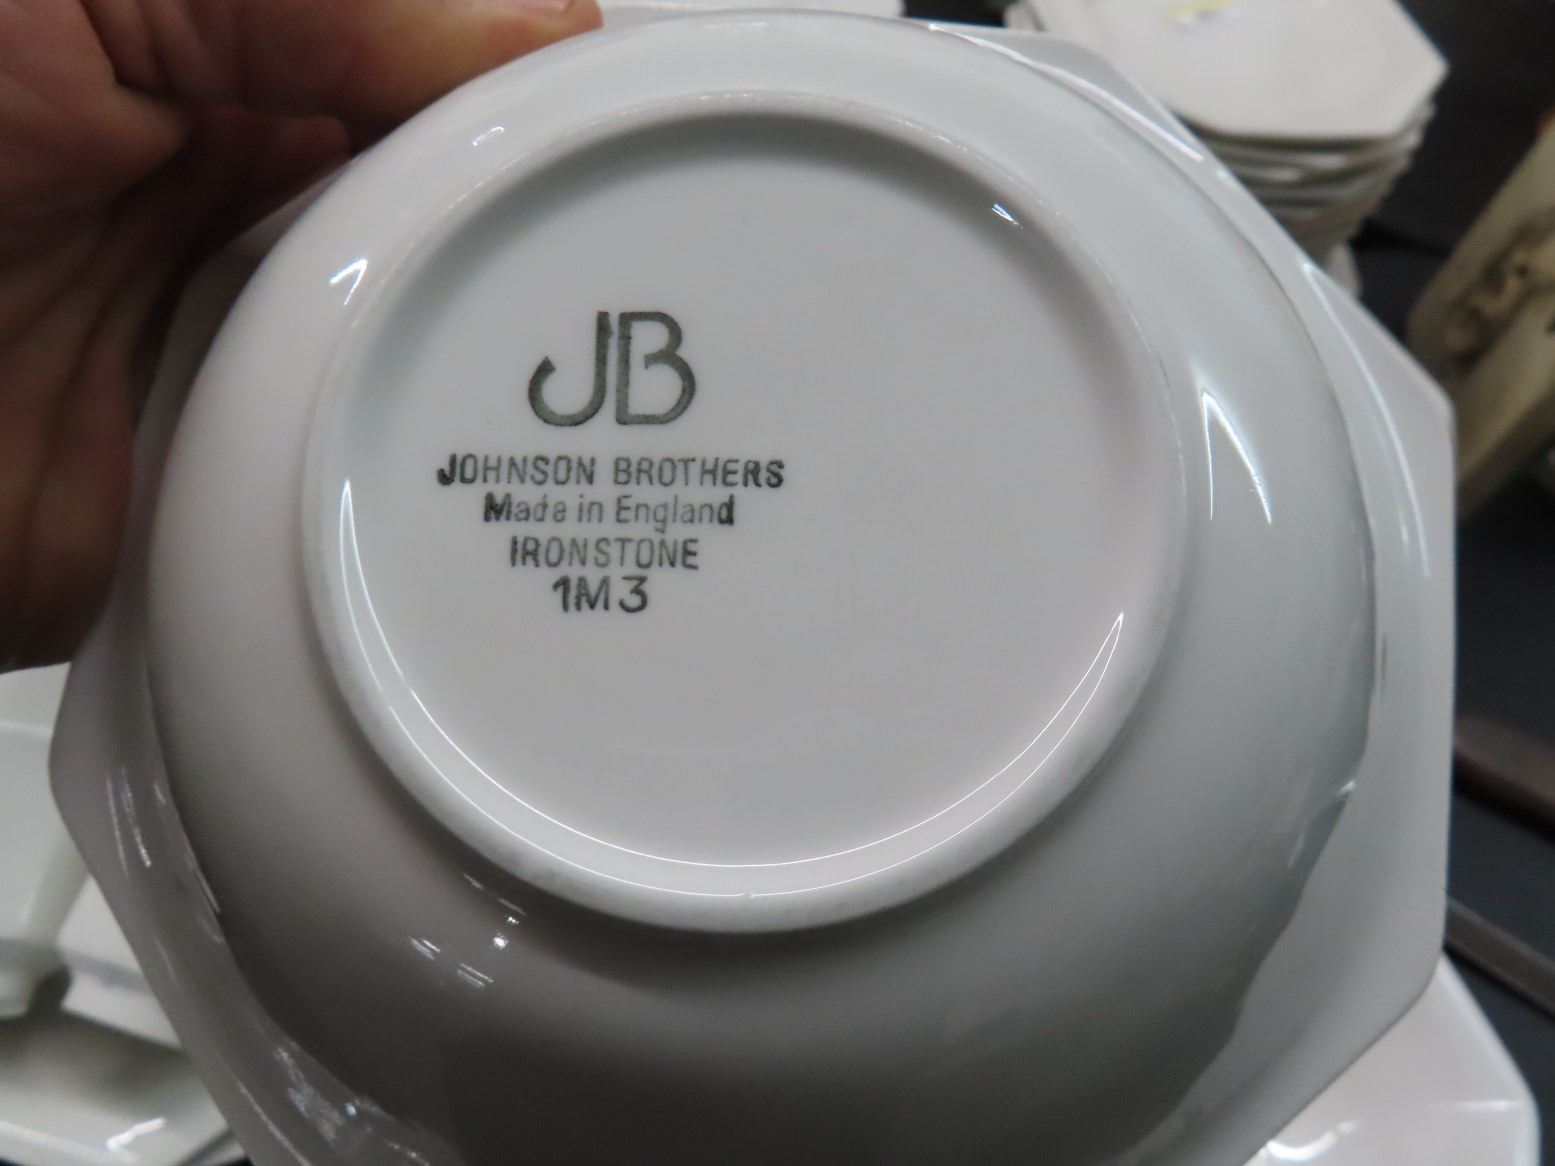 JB
JOHNSON BROTHERS
Made in England
IRONSTONE
1M3